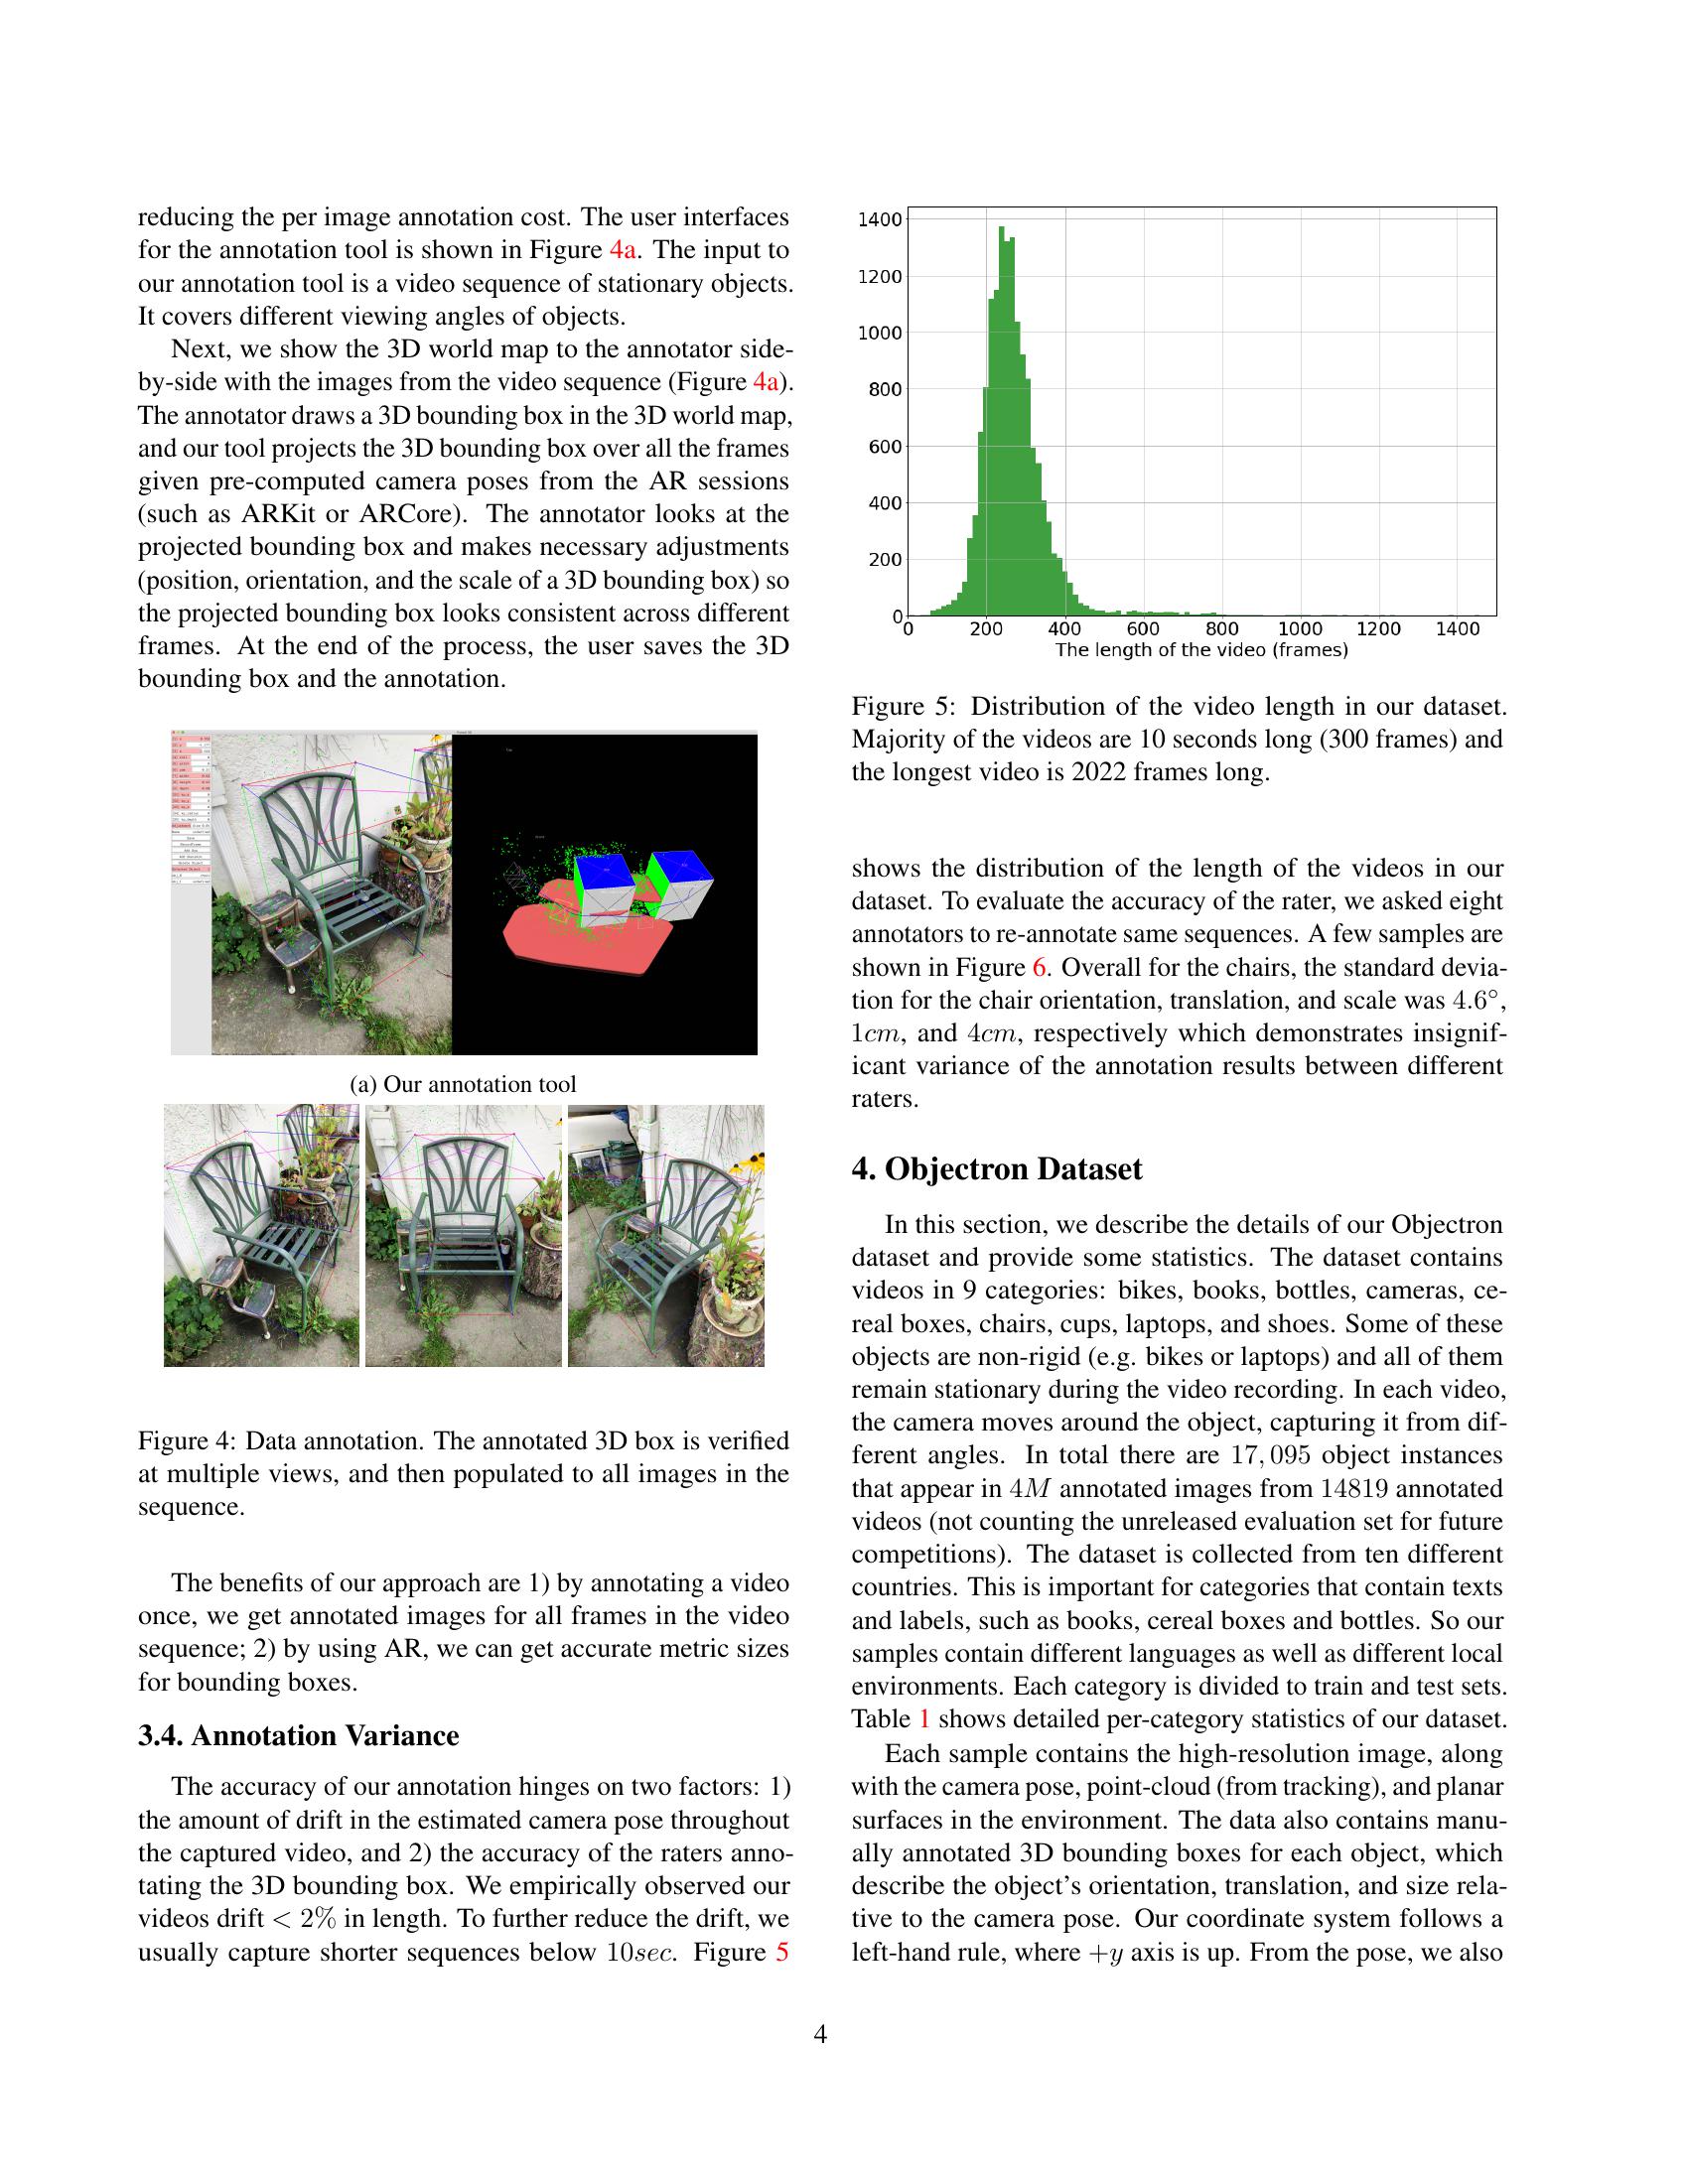 reducing the per image annotation cost. The user interfaces
for the annotation tool is shown in Figure 4a. The input to
our annotation tool is a video sequence of stationary objects.
It covers different viewing angles of objects.
Next, we show the 3D world map to the annotator side-
by-side with the images from the video sequence (Figure 4a).
The annotator draws a 3D bounding box in the 3D world map,
and our tool projects the 3D bounding box over all the frames
given pre-computed camera poses from the AR sessions
(such as ARKit or ARCore). The annotator looks at the
projected bounding box and makes necessary adjustments
(position, orientation, and the scale of a 3D bounding box) so
the projected bounding box looks consistent across different
frames. At the end of the process, the user saves the 3D
bounding box and the annotation.
(a) Our annotation tool
Figure 4: Data annotation. The annotated 3D box is verified
at multiple views, and then populated to all images in the
sequence.
The benefits of our approach are 1) by annotating a video
once, we get annotated images for all frames in the video
sequence; 2) by using AR, we can get accurate metric sizes
for bounding boxes.
3.4. Annotation Variance
The accuracy of our annotation hinges on two factors: 1)
the amount of drift in the estimated camera pose throughout
the captured video, and 2) the accuracy of the raters anno-
tating the 3D bounding box. We empirically observed our
videos drift < 2% in length. To further reduce the drift, we
usually capture shorter sequences below 10sec. Figure 5
1400
1200
1000
800
600
400
200
0
0 200 400 600 800 1000 1200 1400
The length of the video (frames)
Figure 5: Distribution of the video length in our dataset.
Majority of the videos are 10 seconds long (300 frames) and
the longest video is 2022 frames long.
shows the distribution of the length of the videos in our
dataset. To evaluate the accuracy of the rater, we asked eight
annotators to re-annotate same sequences. A few samples are
shown in Figure 6. Overall for the chairs, the standard devia-
tion for the chair orientation, translation, and scale was 4.6°,
1cm, and 4cm, respectively which demonstrates insignif-
icant variance of the annotation results between different
raters.
4. Objectron Dataset
In this section, we describe the details of our Objectron
dataset and provide some statistics. The dataset contains
videos in 9 categories: bikes, books, bottles, cameras, ce-
real boxes, chairs, cups, laptops, and shoes. Some of these
objects are non-rigid (e.g. bikes or laptops) and all of them
remain stationary during the video recording. In each video,
the camera moves around the object, capturing it from dif-
ferent angles. In total there are 17, 095 object instances
that appear in 4M annotated images from 14819 annotated
videos (not counting the unreleased evaluation set for future
competitions). The dataset is collected from ten different
countries. This is important for categories that contain texts
and labels, such as books, cereal boxes and bottles. So our
samples contain different languages as well as different local
environments. Each category is divided to train and test sets.
Table 1 shows detailed per-category statistics of our dataset.
Each sample contains the high-resolution image, along
with the camera pose, point-cloud (from tracking), and planar
surfaces in the environment. The data also contains manu-
ally annotated 3D bounding boxes for each object, which
describe the object's orientation, translation, and size rela-
tive to the camera pose. Our coordinate system follows a
left-hand rule, where +y axis is up. From the pose, we also
4